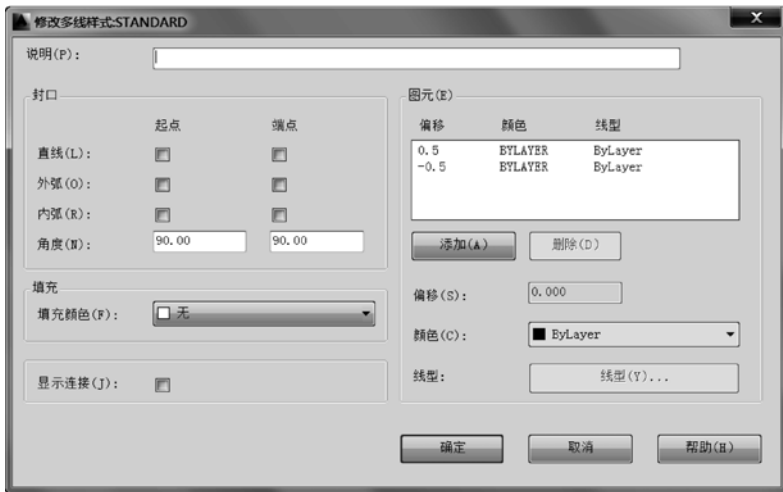 修改多线样式:STANDARD
x
说明(P):
封口
起点 端点
直线(L):
外弧(O):
内弧(R):
角度(N): 90.00 90.00
填充
填充颜色(F): 无
显示连接(J):
图元(E)
偏移 颜色 线型
0.5 BYLAYER ByLayer
-0.5 BYLAYER ByLayer
添加(A) 删除(D)
偏移(S): 0.000
颜色(C): ByLayer
线型: 线型(Y)...
确定 取消 帮助(H)